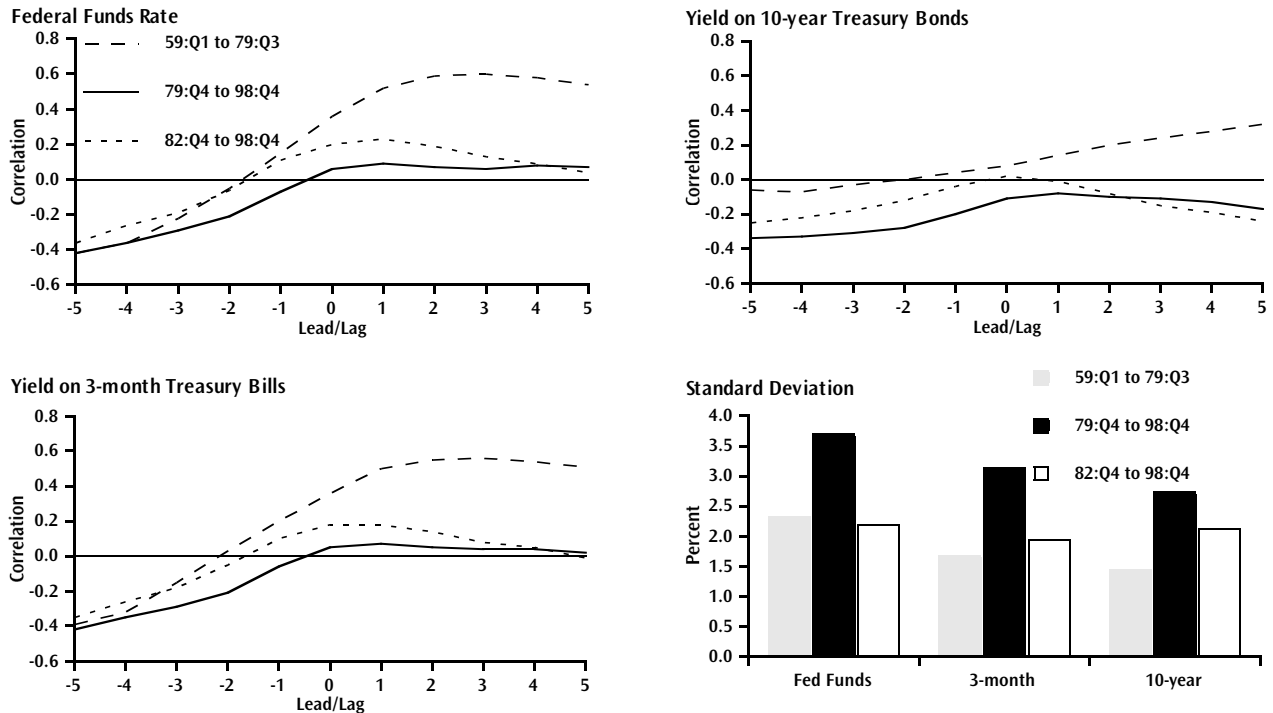 Federal Funds Rate
0.8
0.6
0.4
0.2
0.0
-0.2
-0.4
-0.6
Correlation
59:Q1 to 79:Q3
79:Q4 to 98:Q4
82:Q4 to 98:Q4
-5 -4 -3 -2 -1 0 1 2 3 4 5
Lead/Lag
Yield on 10-year Treasury Bonds
0.8
0.6
0.4
0.2
0.0
-0.2
-0.4
-0.6
Correlation
-5 -4 -3 -2 -1 0 1 2 3 4 5
Lead/Lag
Yield on 3-month Treasury Bills
0.8
0.6
0.4
0.2
0.0
-0.2
-0.4
-0.6
Correlation
-5 -4 -3 -2 -1 0 1 2 3 4 5
Lead/Lag
Standard Deviation
59:Q1 to 79:Q3
79:Q4 to 98:Q4
82:Q4 to 98:Q4
4.0
3.5
3.0
2.5
2.0
1.5
1.0
0.5
0.0
Percent
Fed Funds 3-month 10-year